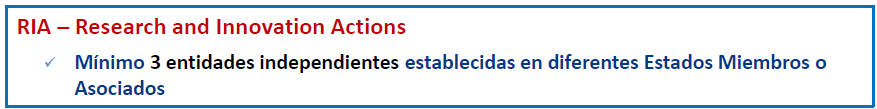 RIA – Research and Innovation Actions
✓ Mínimo 3 entidades independientes establecidas en diferentes Estados Miembros o
Asociados